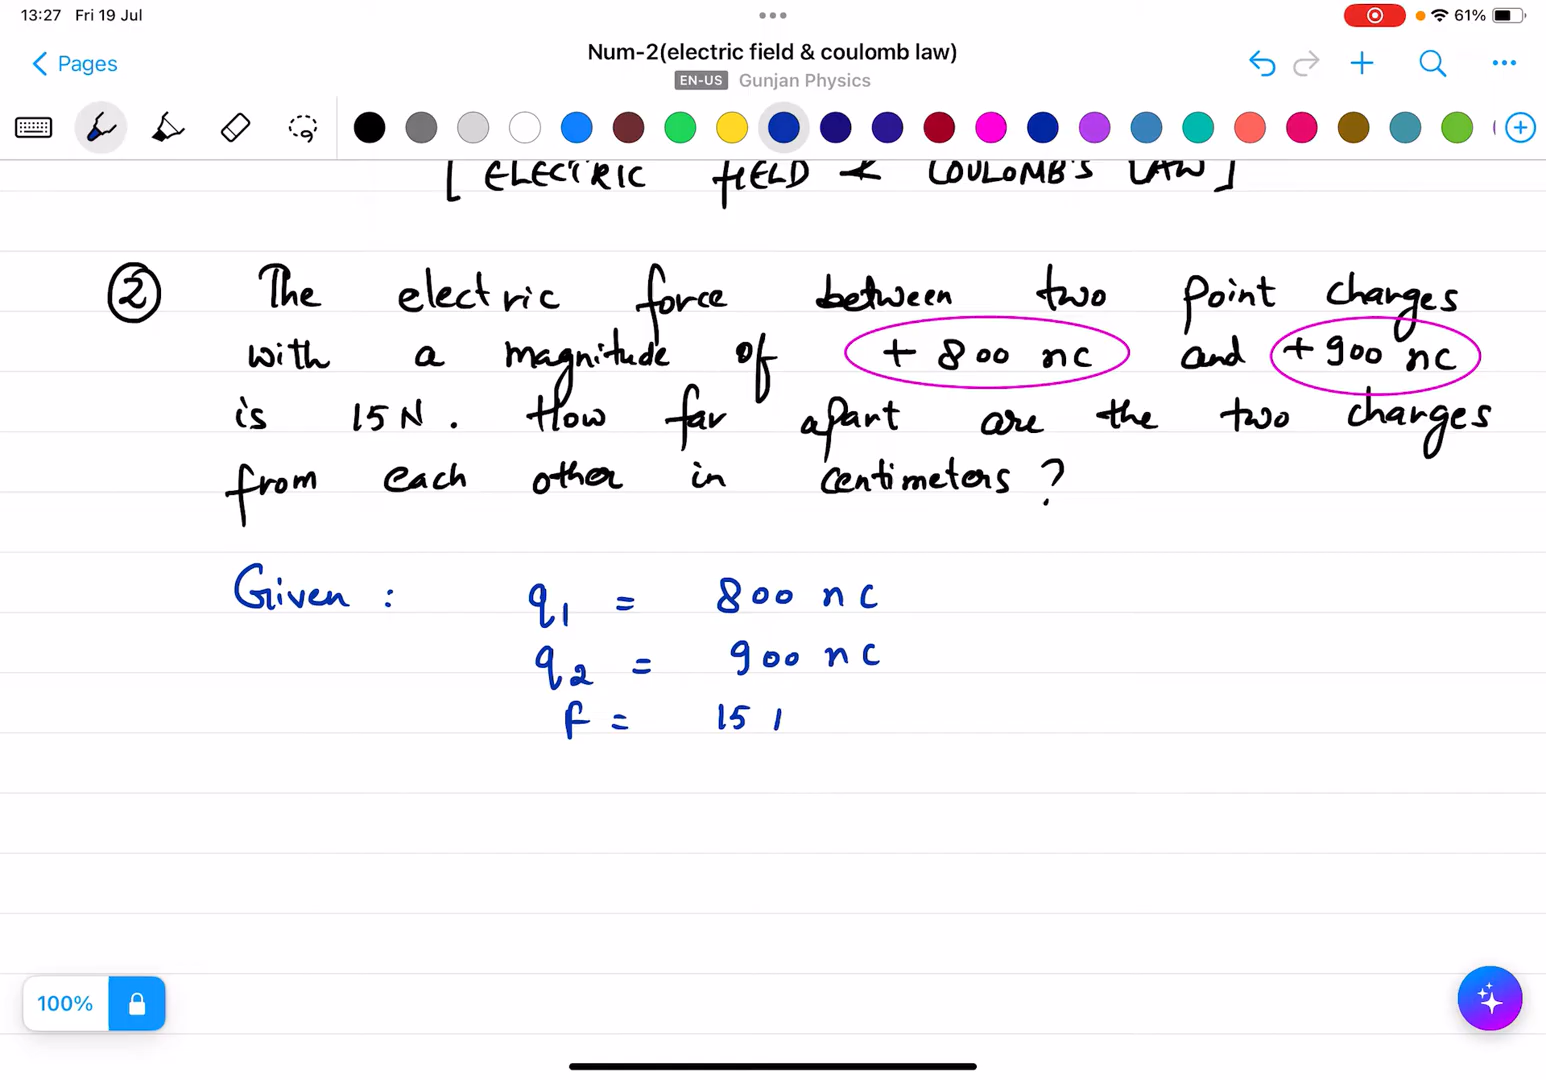 13:27 Fri 19 Jul
61%
Pages
Num-2(electric field & coulomb law)
EN-US Gunjan Physics
[ ELECTRIC FIELD & COULOMB'S LAW ]
② The electric force between two point charges
with a magnitude of + 800 nc and + 900 nc
is 15 N. How far apart are the two charges
from each other in centimeters ?
Given : q1 = 800 nc
q2 = 900 nc
F = 15
100%